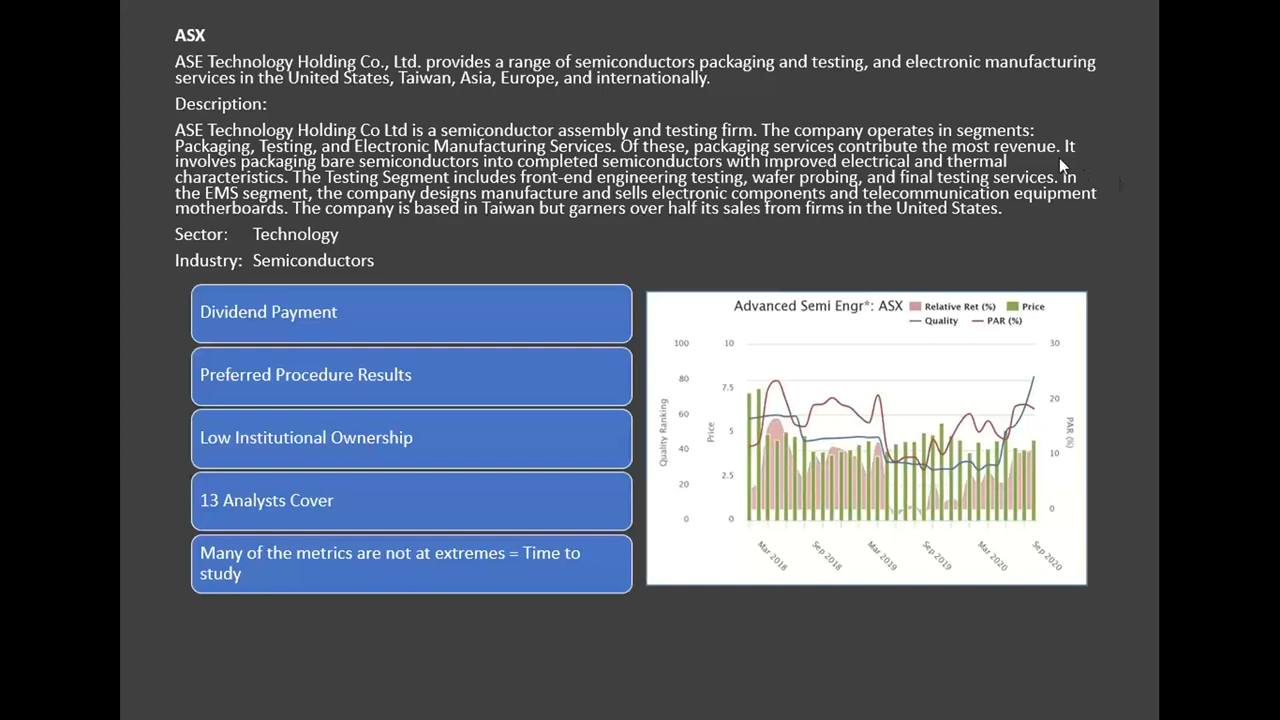 ASX
ASE Technology Holding Co., Ltd. provides a range of semiconductors packaging and testing, and electronic manufacturing
services in the United States, Taiwan, Asia, Europe, and internationally.
Description:
ASE Technology Holding Co Ltd is a semiconductor assembly and testing firm. The company operates in segments:
Packaging, Testing, and Electronic Manufacturing Services. Of these, packaging services contribute the most revenue. It
involves packaging bare semiconductors into completed semiconductors with improved electrical and thermal
characteristics. The Testing Segment includes front-end engineering testing, wafer probing, and final testing services. In
the EMS segment, the company designs manufacture and sells electronic components and telecommunication equipment
motherboards. The company is based in Taiwan but garners over half its sales from firms in the United States.
Sector: Technology
Industry: Semiconductors
Dividend Payment
Preferred Procedure Results
Low Institutional Ownership
13 Analysts Cover
Many of the metrics are not at extremes = Time to
study
Advanced Semi Engr*: ASX
Relative Ret (%) Price
Quality PAR (%)
100 10 30
80 7.5 20
60 5
40 10
20 2.5
0 0 0
Quality Ranking
Price
PAR (%)
Mar 2018 Sep 2018 Mar 2019 Sep 2019 Mar 2020 Sep 2020